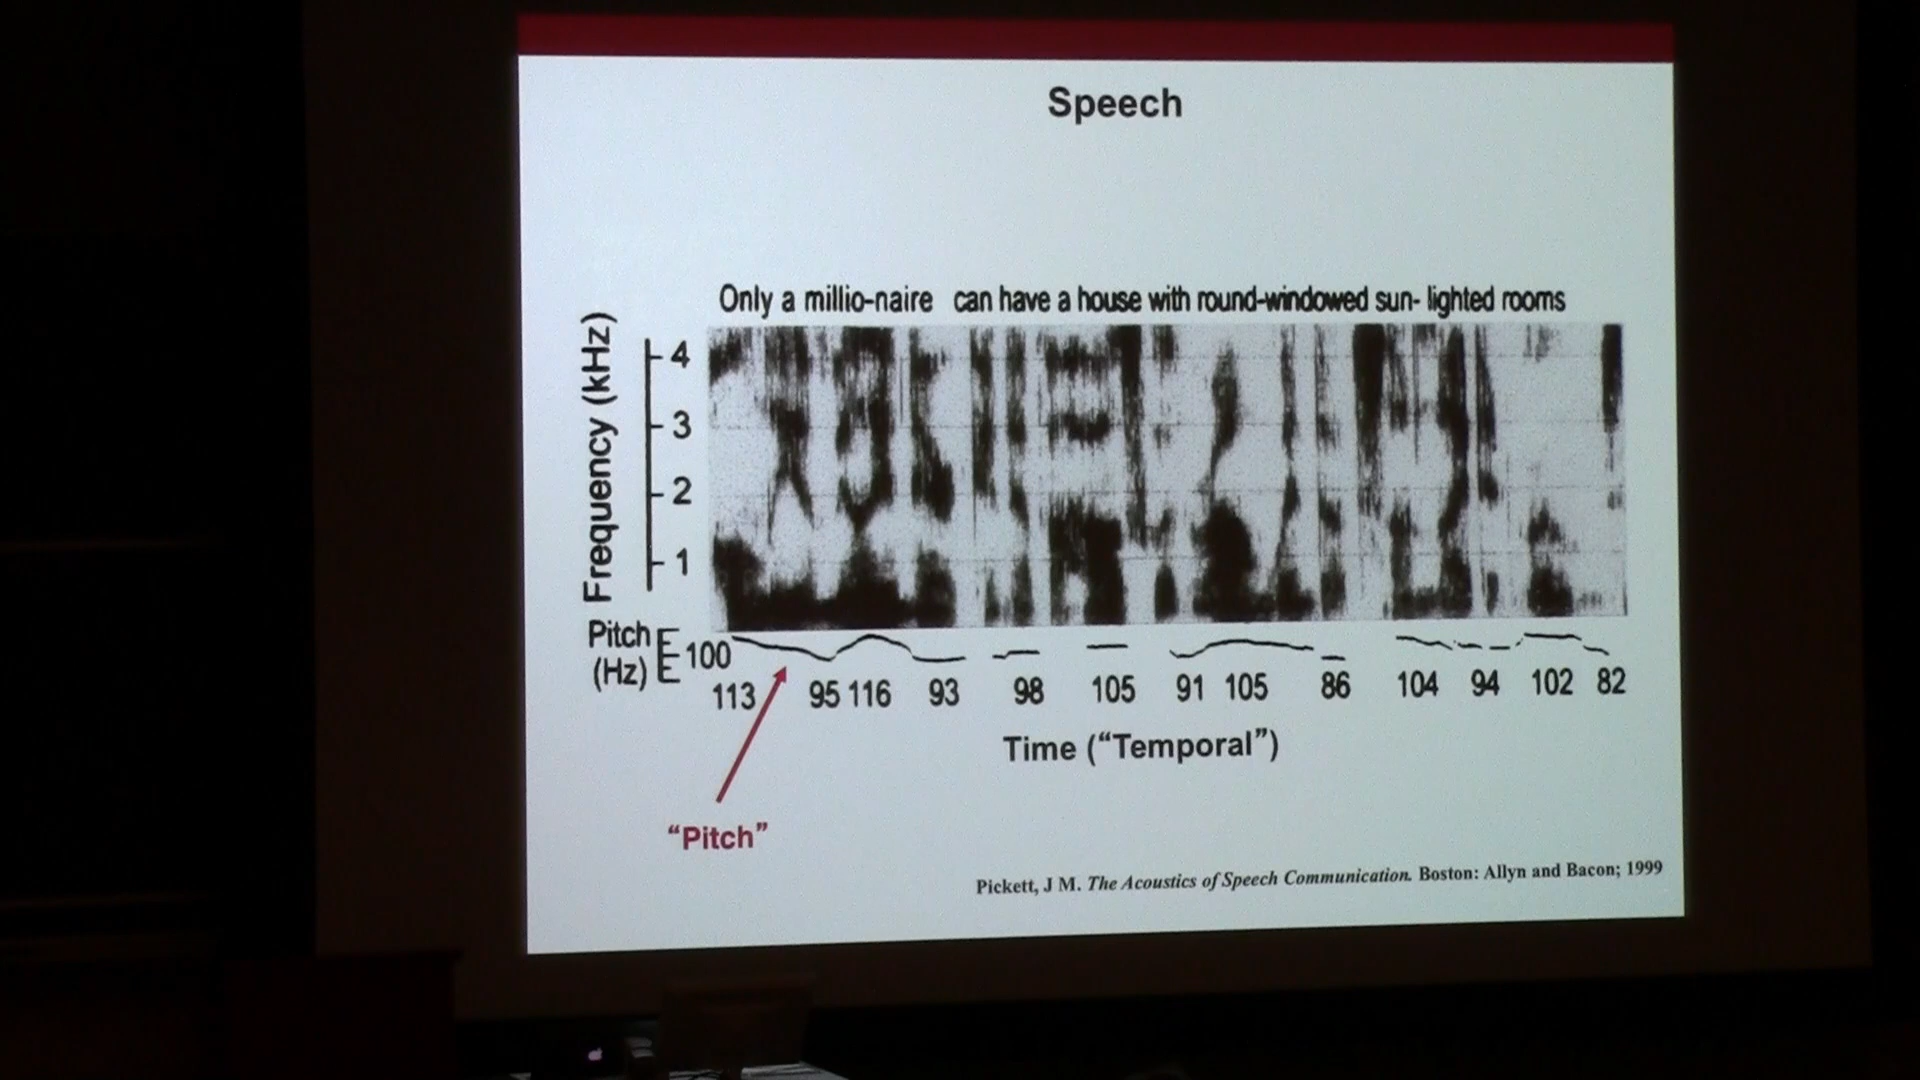 Speech
Only a millio-naire can have a house with round-windowed sun- lighted rooms
Frequency (kHz)
4
3
2
1
Pitch (Hz)
100
113 95 116 93 98 105 91 105 86 104 94 102 82
Time (“Temporal”)
“Pitch”
Pickett, J M. The Acoustics of Speech Communication. Boston: Allyn and Bacon; 1999